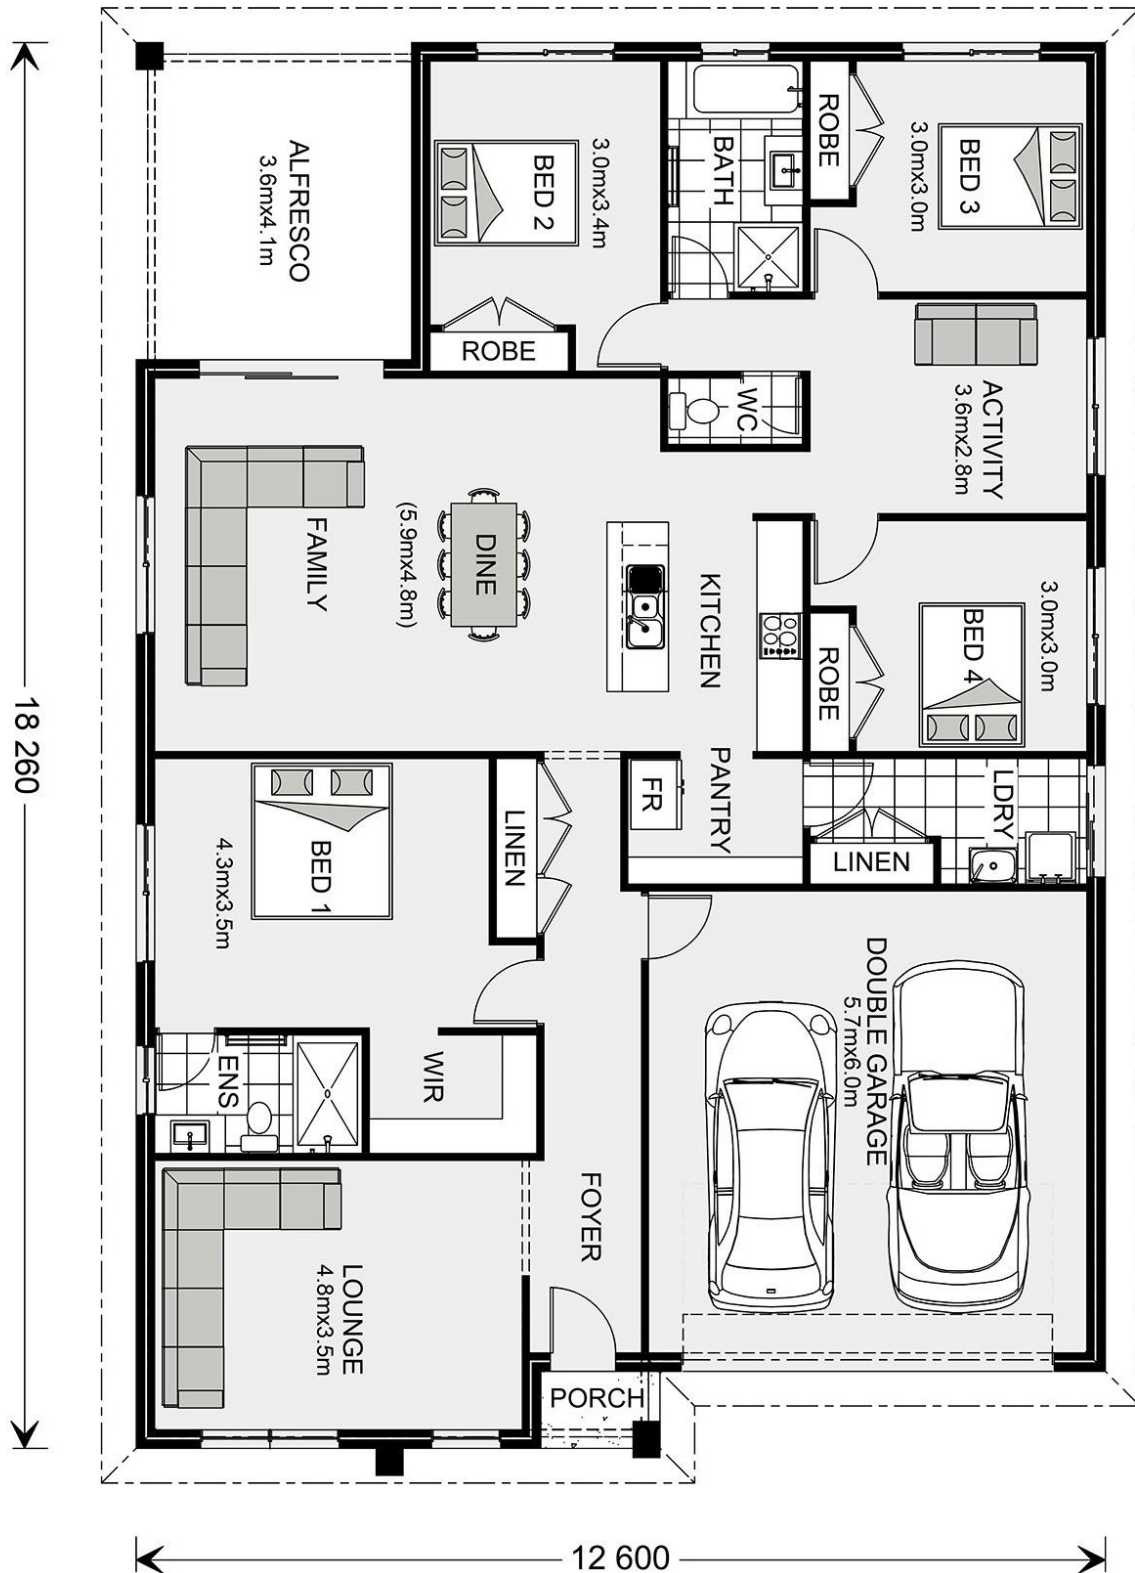 ALFRESCO
3.6mx4.1m
BED 2
3.0mx3.4m
ROBE
BATH
ROBE
BED 3
3.0mx3.0m
WC
ACTIVITY
3.6mx2.8m
FAMILY
DINE
(5.9mx4.8m)
KITCHEN
ROBE
BED 4
3.0mx3.0m
18 260
BED 1
4.3mx3.5m
LINEN
FR
PANTRY
LINEN
LDRY
ENS
WIR
DOUBLE GARAGE
5.7mx6.0m
FOYER
LOUNGE
4.8mx3.5m
PORCH
12 600